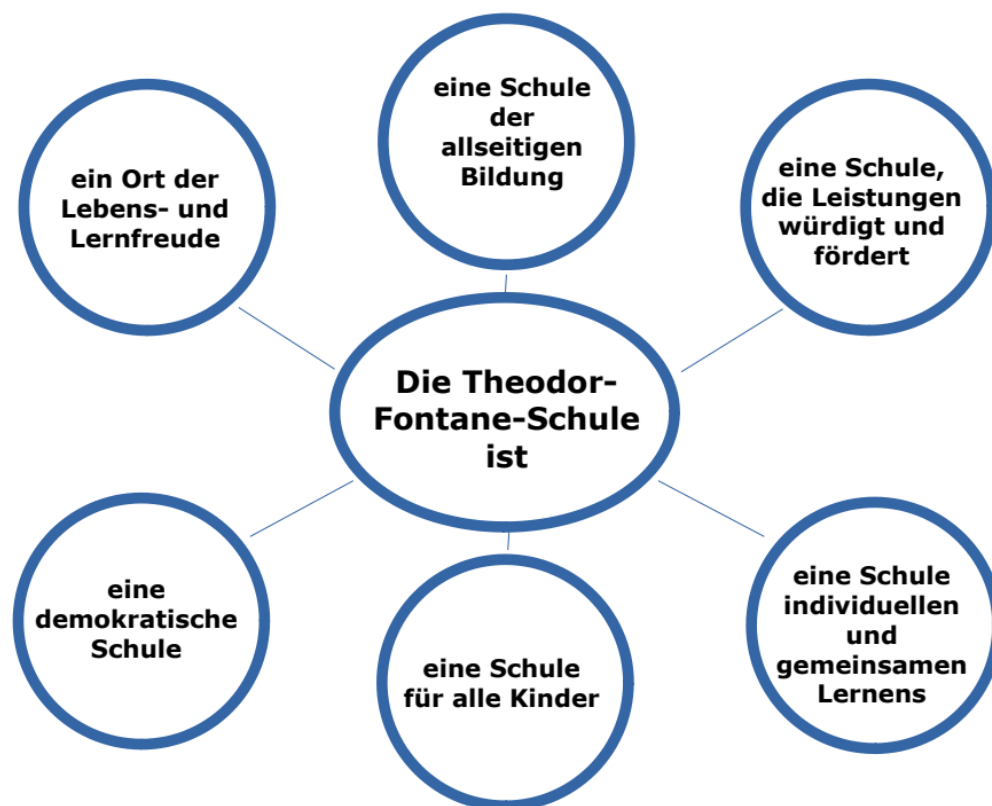 eine Schule
der
allseitigen
Bildung
ein Ort der
Lebens- und
Lernfreude
eine Schule,
die Leistungen
würdigt und
fördert
Die Theodor-
Fontane-Schule
ist
eine
demokratische
Schule
eine Schule
für alle Kinder
eine Schule
individuellen
und
gemeinsamen
Lernens